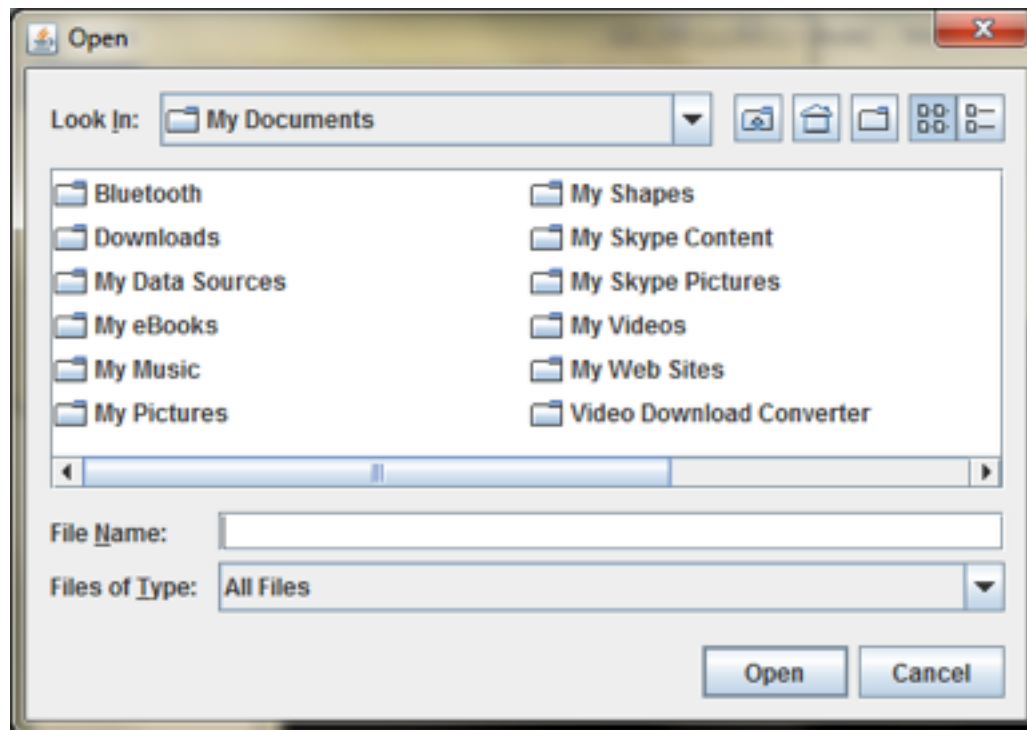 Open
Look In: My Documents
Bluetooth My Shapes
Downloads My Skype Content
My Data Sources My Skype Pictures
My eBooks My Videos
My Music My Web Sites
My Pictures Video Download Converter
File Name:
Files of Type: All Files
Open Cancel